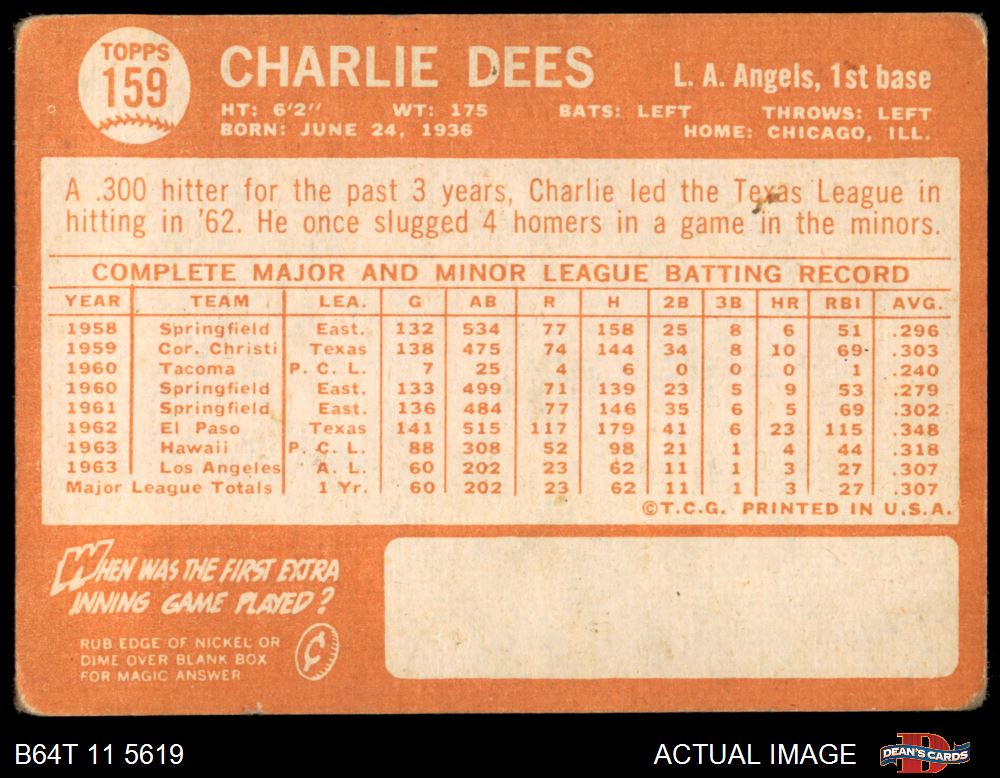 TOPPS
159
CHARLIE DEES
L. A. Angels, 1st base
HT: 6'2" WT: 175 BATS: LEFT THROWS: LEFT
BORN: JUNE 24, 1936 HOME: CHICAGO, ILL.
A .300 hitter for the past 3 years, Charlie led the Texas League in
hitting in '62. He once slugged 4 homers in a game in the minors.
COMPLETE MAJOR AND MINOR LEAGUE BATTING RECORD
YEAR TEAM LEA. G AB R H 2B 3B HR RBI AVG.
1958 Springfield East. 132 534 77 158 25 8 6 51 .296
1959 Cor. Christi Texas 138 475 74 144 34 8 10 69 .303
1960 Tacoma P. C. L. 7 25 4 6 0 0 0 1 .240
1960 Springfield East. 133 499 71 139 23 5 9 53 .279
1961 Springfield East. 136 484 77 146 35 6 5 69 .302
1962 El Paso Texas 141 515 117 179 41 6 23 115 .348
1963 Hawaii P. C. L. 88 308 52 98 21 1 4 44 .318
1963 Los Angeles A. L. 60 202 23 62 11 1 3 27 .307
Major League Totals 1 Yr. 60 202 23 62 11 1 3 27 .307
©T.C.G. PRINTED IN U.S.A.
WHEN WAS THE FIRST EXTRA
INNING GAME PLAYED?
RUB EDGE OF NICKEL OR
DIME OVER BLANK BOX
FOR MAGIC ANSWER
¢
B64T 11 5619
ACTUAL IMAGE
D
DEAN'S CARDS